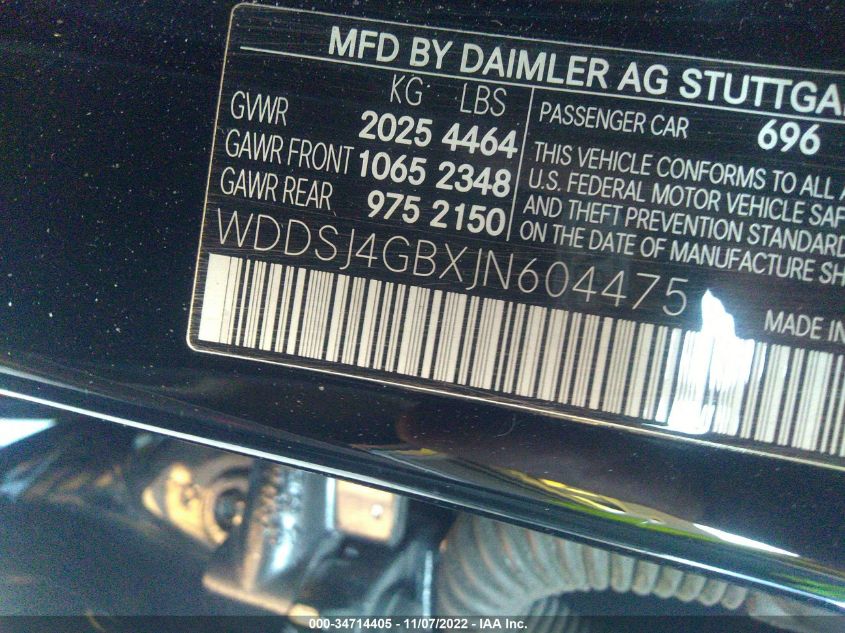 MFD BY DAIMLER AG STUTTGA
KG LBS
GVWR 2025 4464
GAWR FRONT 1065 2348
GAWR REAR 975 2150
PASSENGER CAR 696
THIS VEHICLE CONFORMS TO ALL A
U.S. FEDERAL MOTOR VEHICLE SAF
AND THEFT PREVENTION STANDARD
ON THE DATE OF MANUFACTURE SH
WDDSJ4GBXJN604475
MADE IN
000-34714405 - 11/07/2022 - IAA Inc.